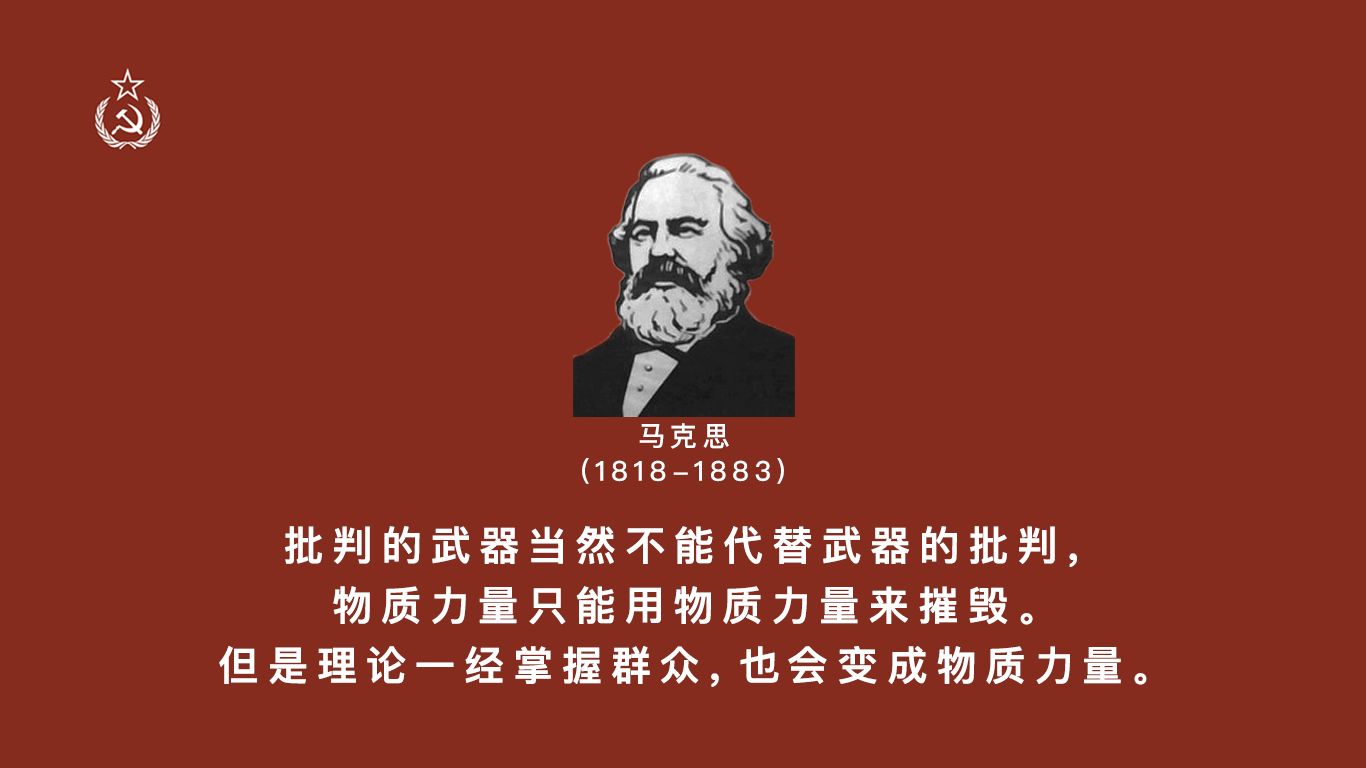 马克思
(1818-1883)
批判的武器当然不能代替武器的批判，
物质力量只能用物质力量来摧毁。
但是理论一经掌握群众，也会变成物质力量。